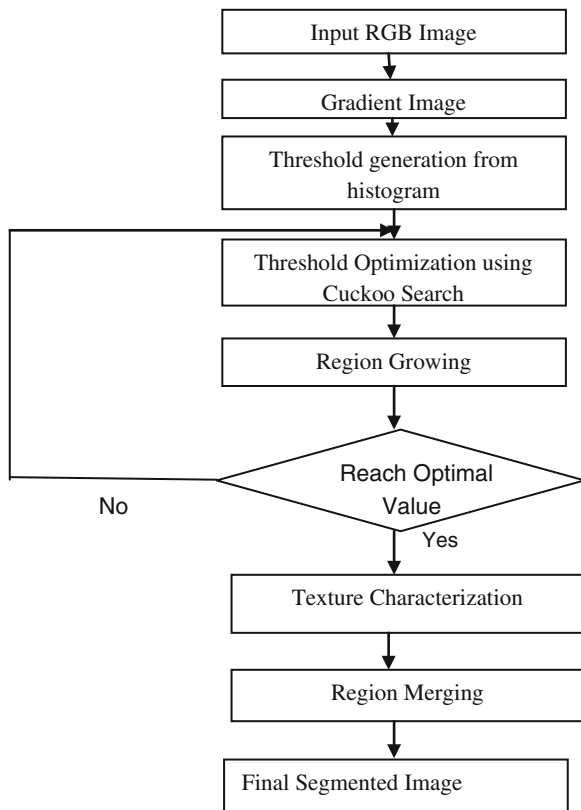 Input RGB Image
Gradient Image
Threshold generation from
histogram
Threshold Optimization using
Cuckoo Search
Region Growing
Reach Optimal
Value
No
Yes
Texture Characterization
Region Merging
Final Segmented Image